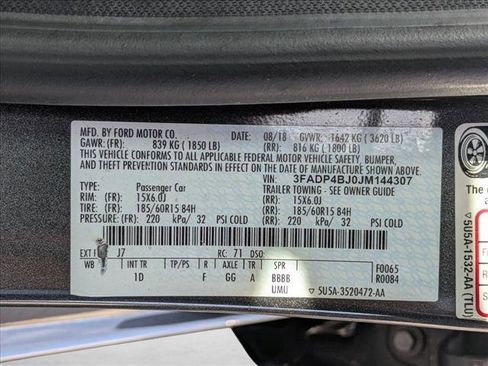 MFD. BY FORD MOTOR CO. DATE: 08/18 GVWR: 1642 KG ( 3620 LB)
GAWR: (FR): 839 KG ( 1850 LB) (RR): 816 KG ( 1800 LB)
THIS VEHICLE CONFORMS TO ALL APPLICABLE FEDERAL MOTOR VEHICLE SAFETY, BUMPER,
AND THEFT PREVENTION STANDARDS IN EFFECT ON THE DATE OF MANUFACTURE SHOWN ABOVE.
VIN: 3FADP4BJ0JM144307
TYPE: Passenger Car TRAILER TOWING - SEE OWNER GUIDE
RIM: (FR): 15X6.0J (RR): 15X6.0J
TIRE: (FR): 185/60R15 84H (RR): 185/60R15 84H
PRESSURE: (FR): 220 kPa/ 32 PSI COLD (RR): 220 kPa/ 32 PSI COLD
EXT J7 RC: 71 DSO:
WB INT TR TP/PS R AXLE TR SPR F0065
1D F GG A BBBB R0084
UMU 5U5A-3520472-AA
5U5A-1532-AA (TLU)